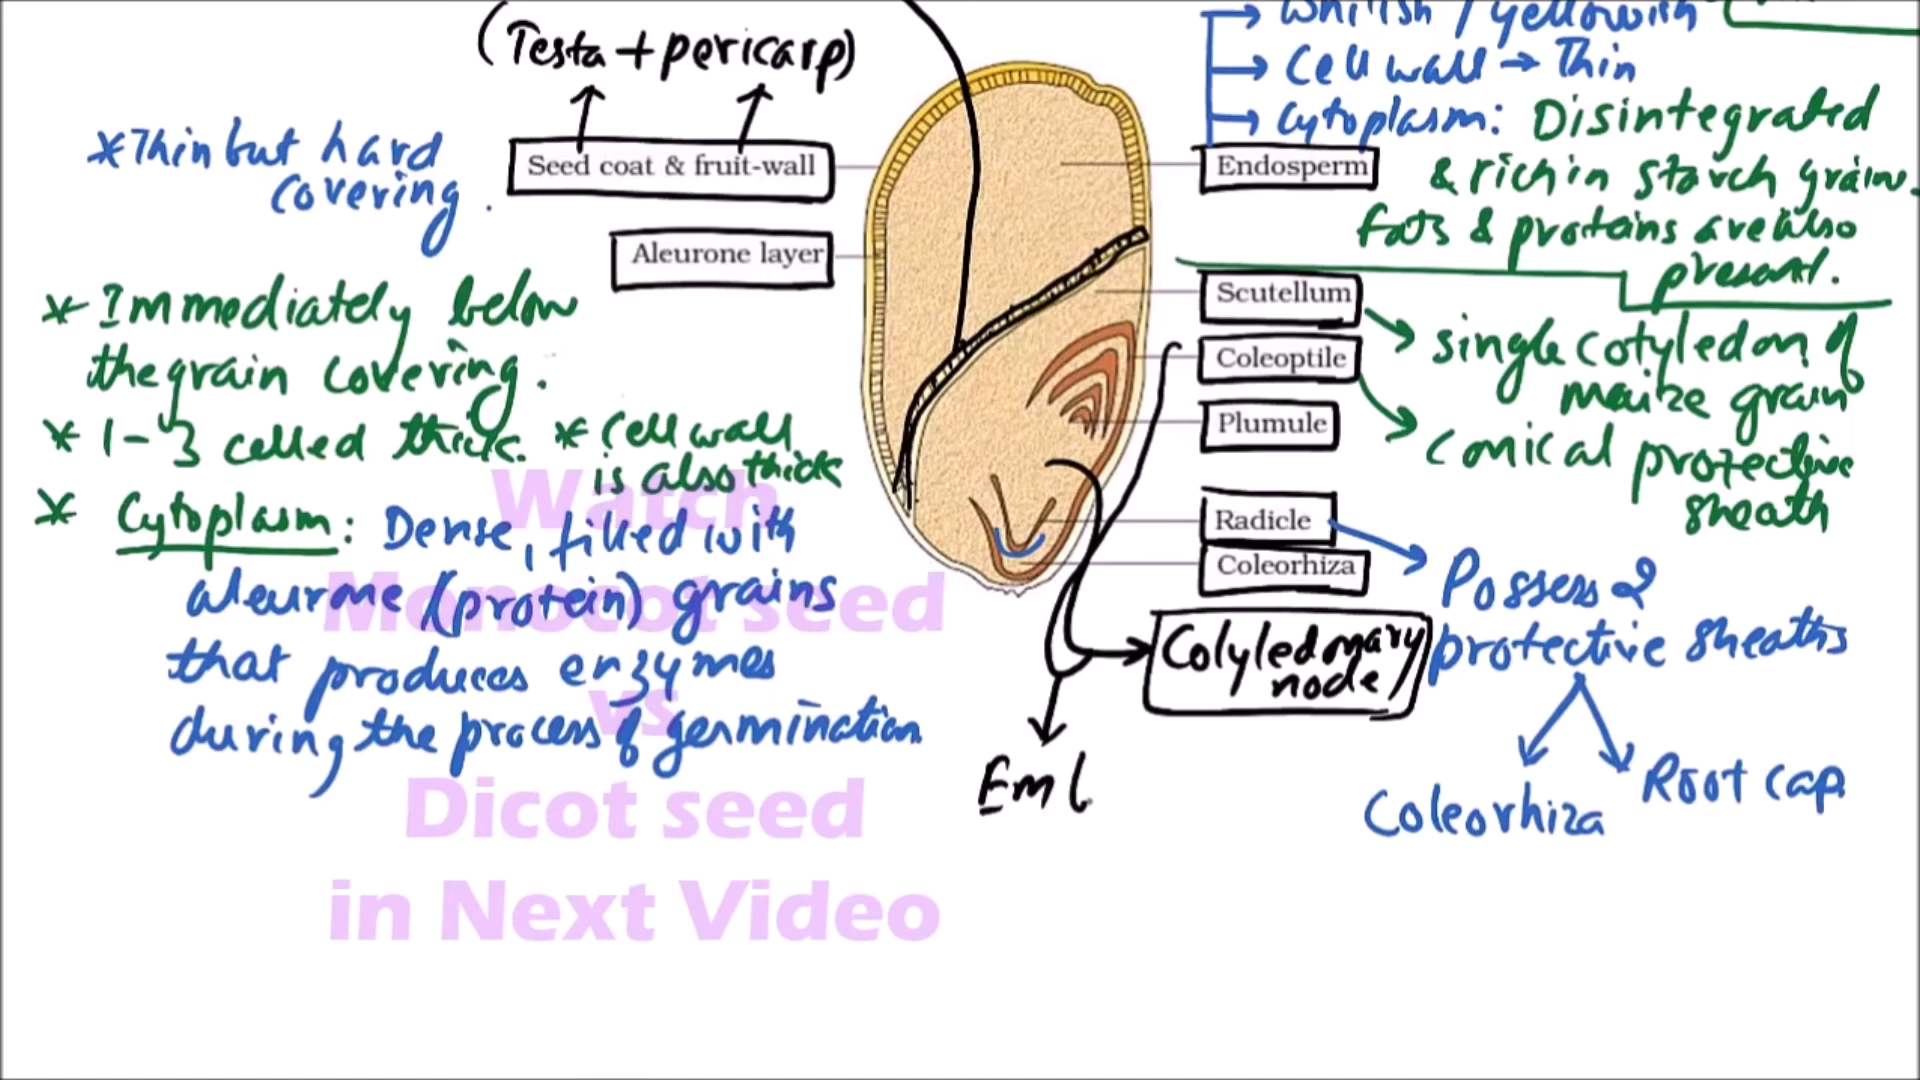 (Testa + pericarp)
* Thin but hard
covering.
Seed coat & fruit-wall
Aleurone layer
* Immediately below
the grain covering.
* 1-3 celled thick. * Cell wall
is also thick
* Cytoplasm: Dense, filled with
aleurone (protein) grains
that produces enzymes
during the process of germination
Watch
Monocot seed
vs
Dicot seed
in Next Video
Whitish / yellowish
Cell wall → Thin
Cytoplasm: Disintegrated
& rich in starch grains.
fats & proteins are also
present.
Endosperm
Scutellum
single cotyledon of
maize grain
Coleoptile
conical protective
sheath
Plumule
Radicle
Possess 2
protective sheaths
Coleorhiza
Root cap
Coleorhiza
Colyledonary
node
Em